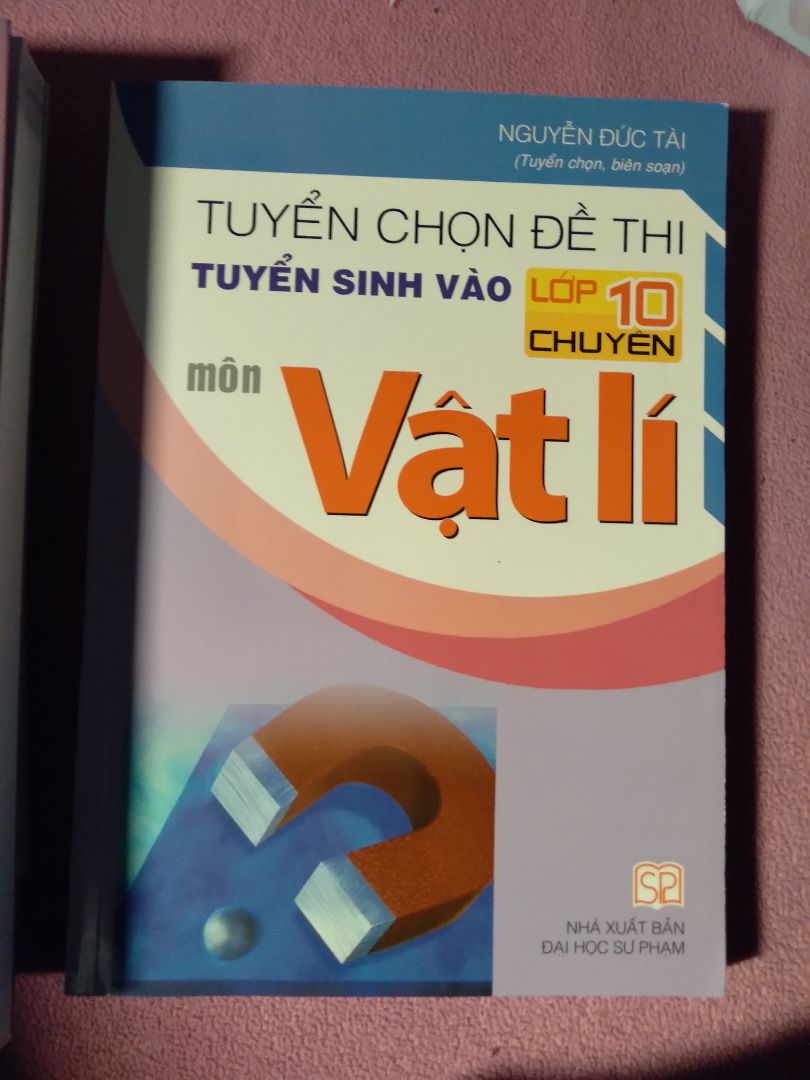 NGUYỄN ĐỨC TÀI
(Tuyển chọn, biên soạn)
TUYỂN CHỌN ĐỀ THI
TUYỂN SINH VÀO LỚP 10
CHUYÊN
môn Vật lí
SP
NHÀ XUẤT BẢN
ĐẠI HỌC SƯ PHẠM